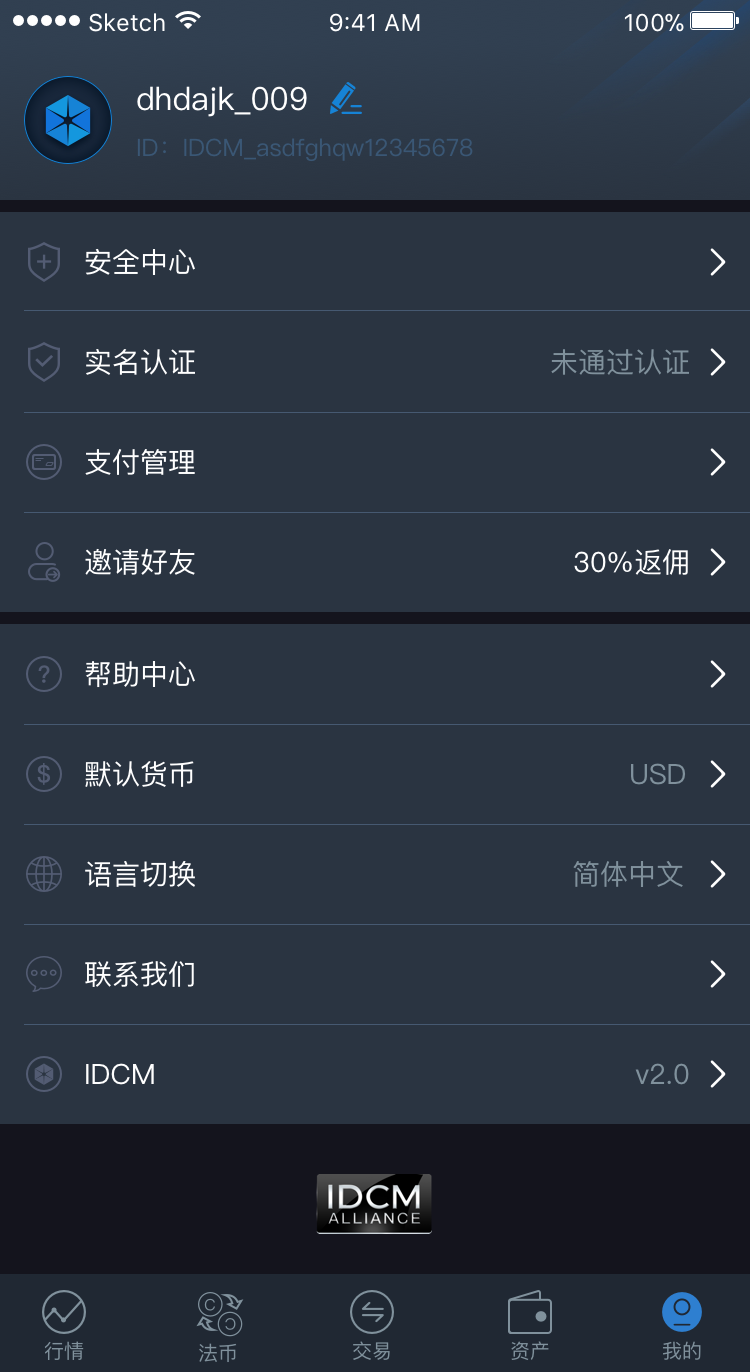 Sketch 9:41 AM 100%
dhdajk_009
ID： IDCM_asdfghqw12345678
安全中心
实名认证 未通过认证
支付管理
邀请好友 30%返佣
帮助中心
默认货币 USD
语言切换 简体中文
联系我们
IDCM v2.0
IDCM
ALLIANCE
行情 法币 交易 资产 我的